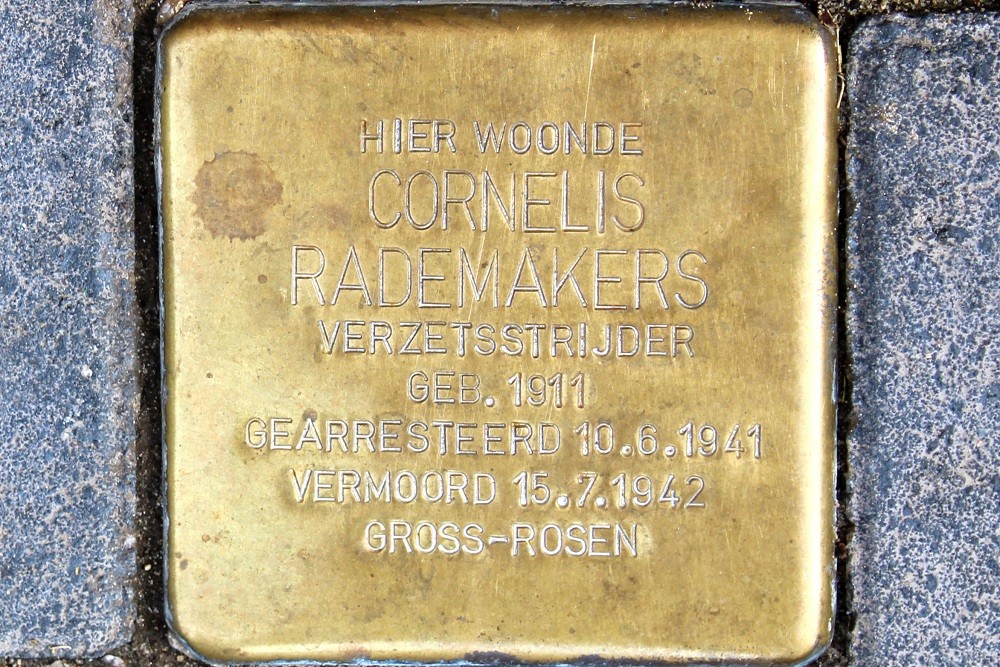 HIER WOONDE
CORNELIS
RADEMAKERS
VERZETSSTRIJDER
GEB. 1911
GEARRESTEERD 10.6.1941
VERMOORD 15.7.1942
GROSS-ROSEN